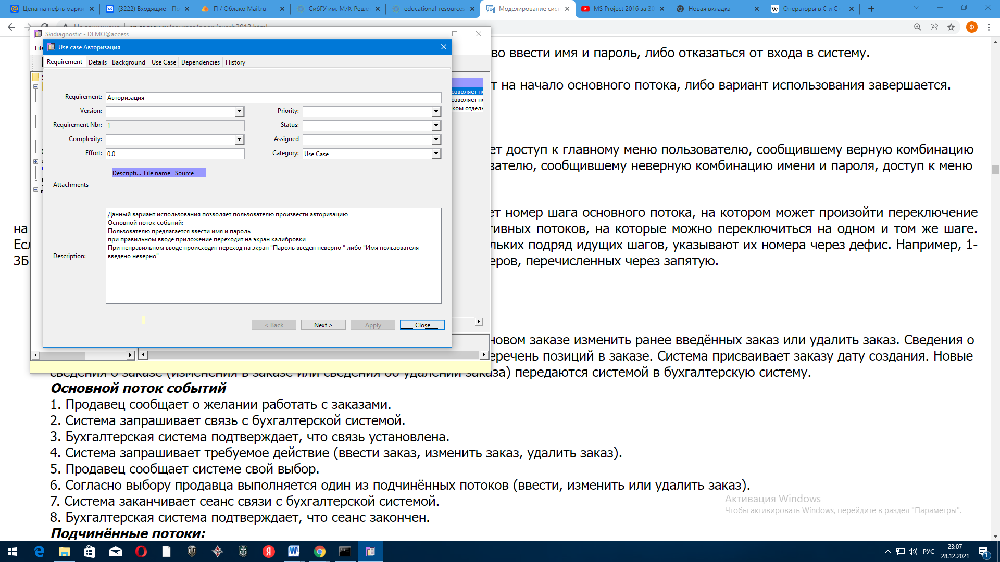 Цена на нефть марки
(3222) Входящие - По
П / Облако Mail.ru
СибГУ им. М.Ф. Решет
educational-resources
Моделирование сист
MS Project 2016 за 30
Новая вкладка
Операторы в C и C+
Skidiagnostic - DEMO@access
File
Use case Авторизация
Requirement Details Background Use Case Dependencies History
Requirement: Авторизация
Version: Priority:
Requirement Nbr: 1 Status:
Complexity: Assigned
Effort: 0.0 Category: Use Case
Descripti... File name Source
Attachments
Description:
Данный вариант использования позволяет пользователю произвести авторизацию
Основной поток событий:
Пользователю предлагается ввести имя и пароль
при правильном вводе приложение переходит на экран калибровки
При неправильном вводе происходит переход на экран "Пароль введен неверно " либо "Имя пользователя
введено неверно"
< Back Next > Apply Close
озволяет по
озволяет по
ком отдель
во ввести имя и пароль, либо отказаться от входа в систему.
т на начало основного потока, либо вариант использования завершается.
ет доступ к главному меню пользователю, сообщившему верную комбинацию
вателю, сообщившему неверную комбинацию имени и пароля, доступ к меню
ет номер шага основного потока, на котором может произойти переключение
на тивных потоков, на которые можно переключиться на одном и том же шаге.
Есл льких подряд идущих шагов, указывают их номера через дефис. Например, 1-
3Б. еров, перечисленных через запятую.
новом заказе изменить ранее введённых заказ или удалить заказ. Сведения о
еречень позиций в заказе. Система присваивает заказу дату создания. Новые
сведения о заказе (изменения в заказе или сведения об удалении заказа) передаются системой в бухгалтерскую систему.
Основной поток событий
1. Продавец сообщает о желании работать с заказами.
2. Система запрашивает связь с бухгалтерской системой.
3. Бухгалтерская система подтверждает, что связь установлена.
4. Система запрашивает требуемое действие (ввести заказ, изменить заказ, удалить заказ).
5. Продавец сообщает системе свой выбор.
6. Согласно выбору продавца выполняется один из подчинённых потоков (ввести, изменить или удалить заказ).
7. Система заканчивает сеанс связи с бухгалтерской системой.
8. Бухгалтерская система подтверждает, что сеанс закончен.
Подчинённые потоки:
Активация Windows
Чтобы активировать Windows, перейдите в раздел "Параметры".
РУС
23:07
28.12.2021
1